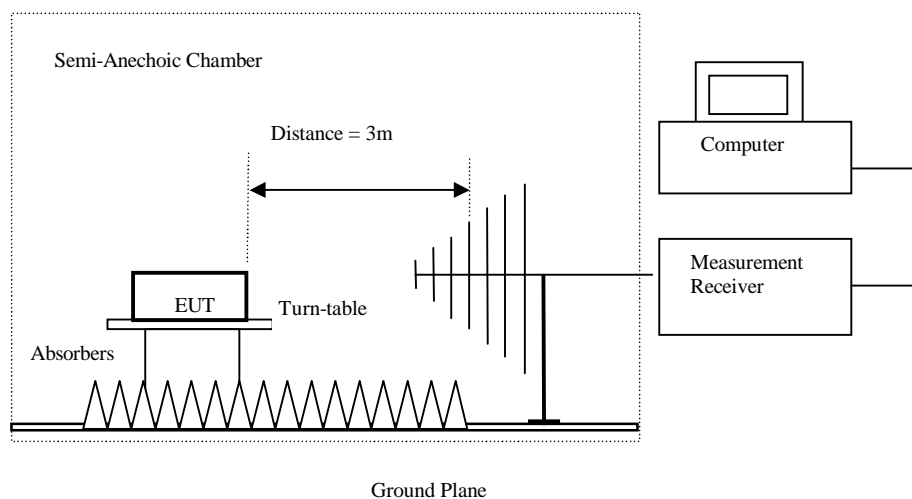 Semi-Anechoic Chamber
Distance = 3m
Computer
Measurement
Receiver
EUT
Turn-table
Absorbers
Ground Plane